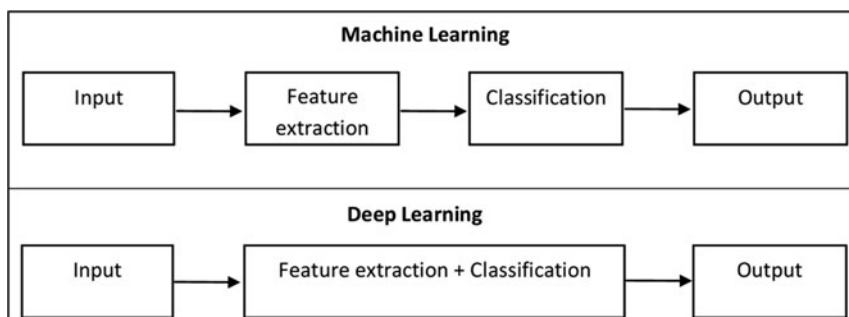 Machine Learning
Input
Feature
extraction
Classification
Output
Deep Learning
Input
Feature extraction + Classification
Output